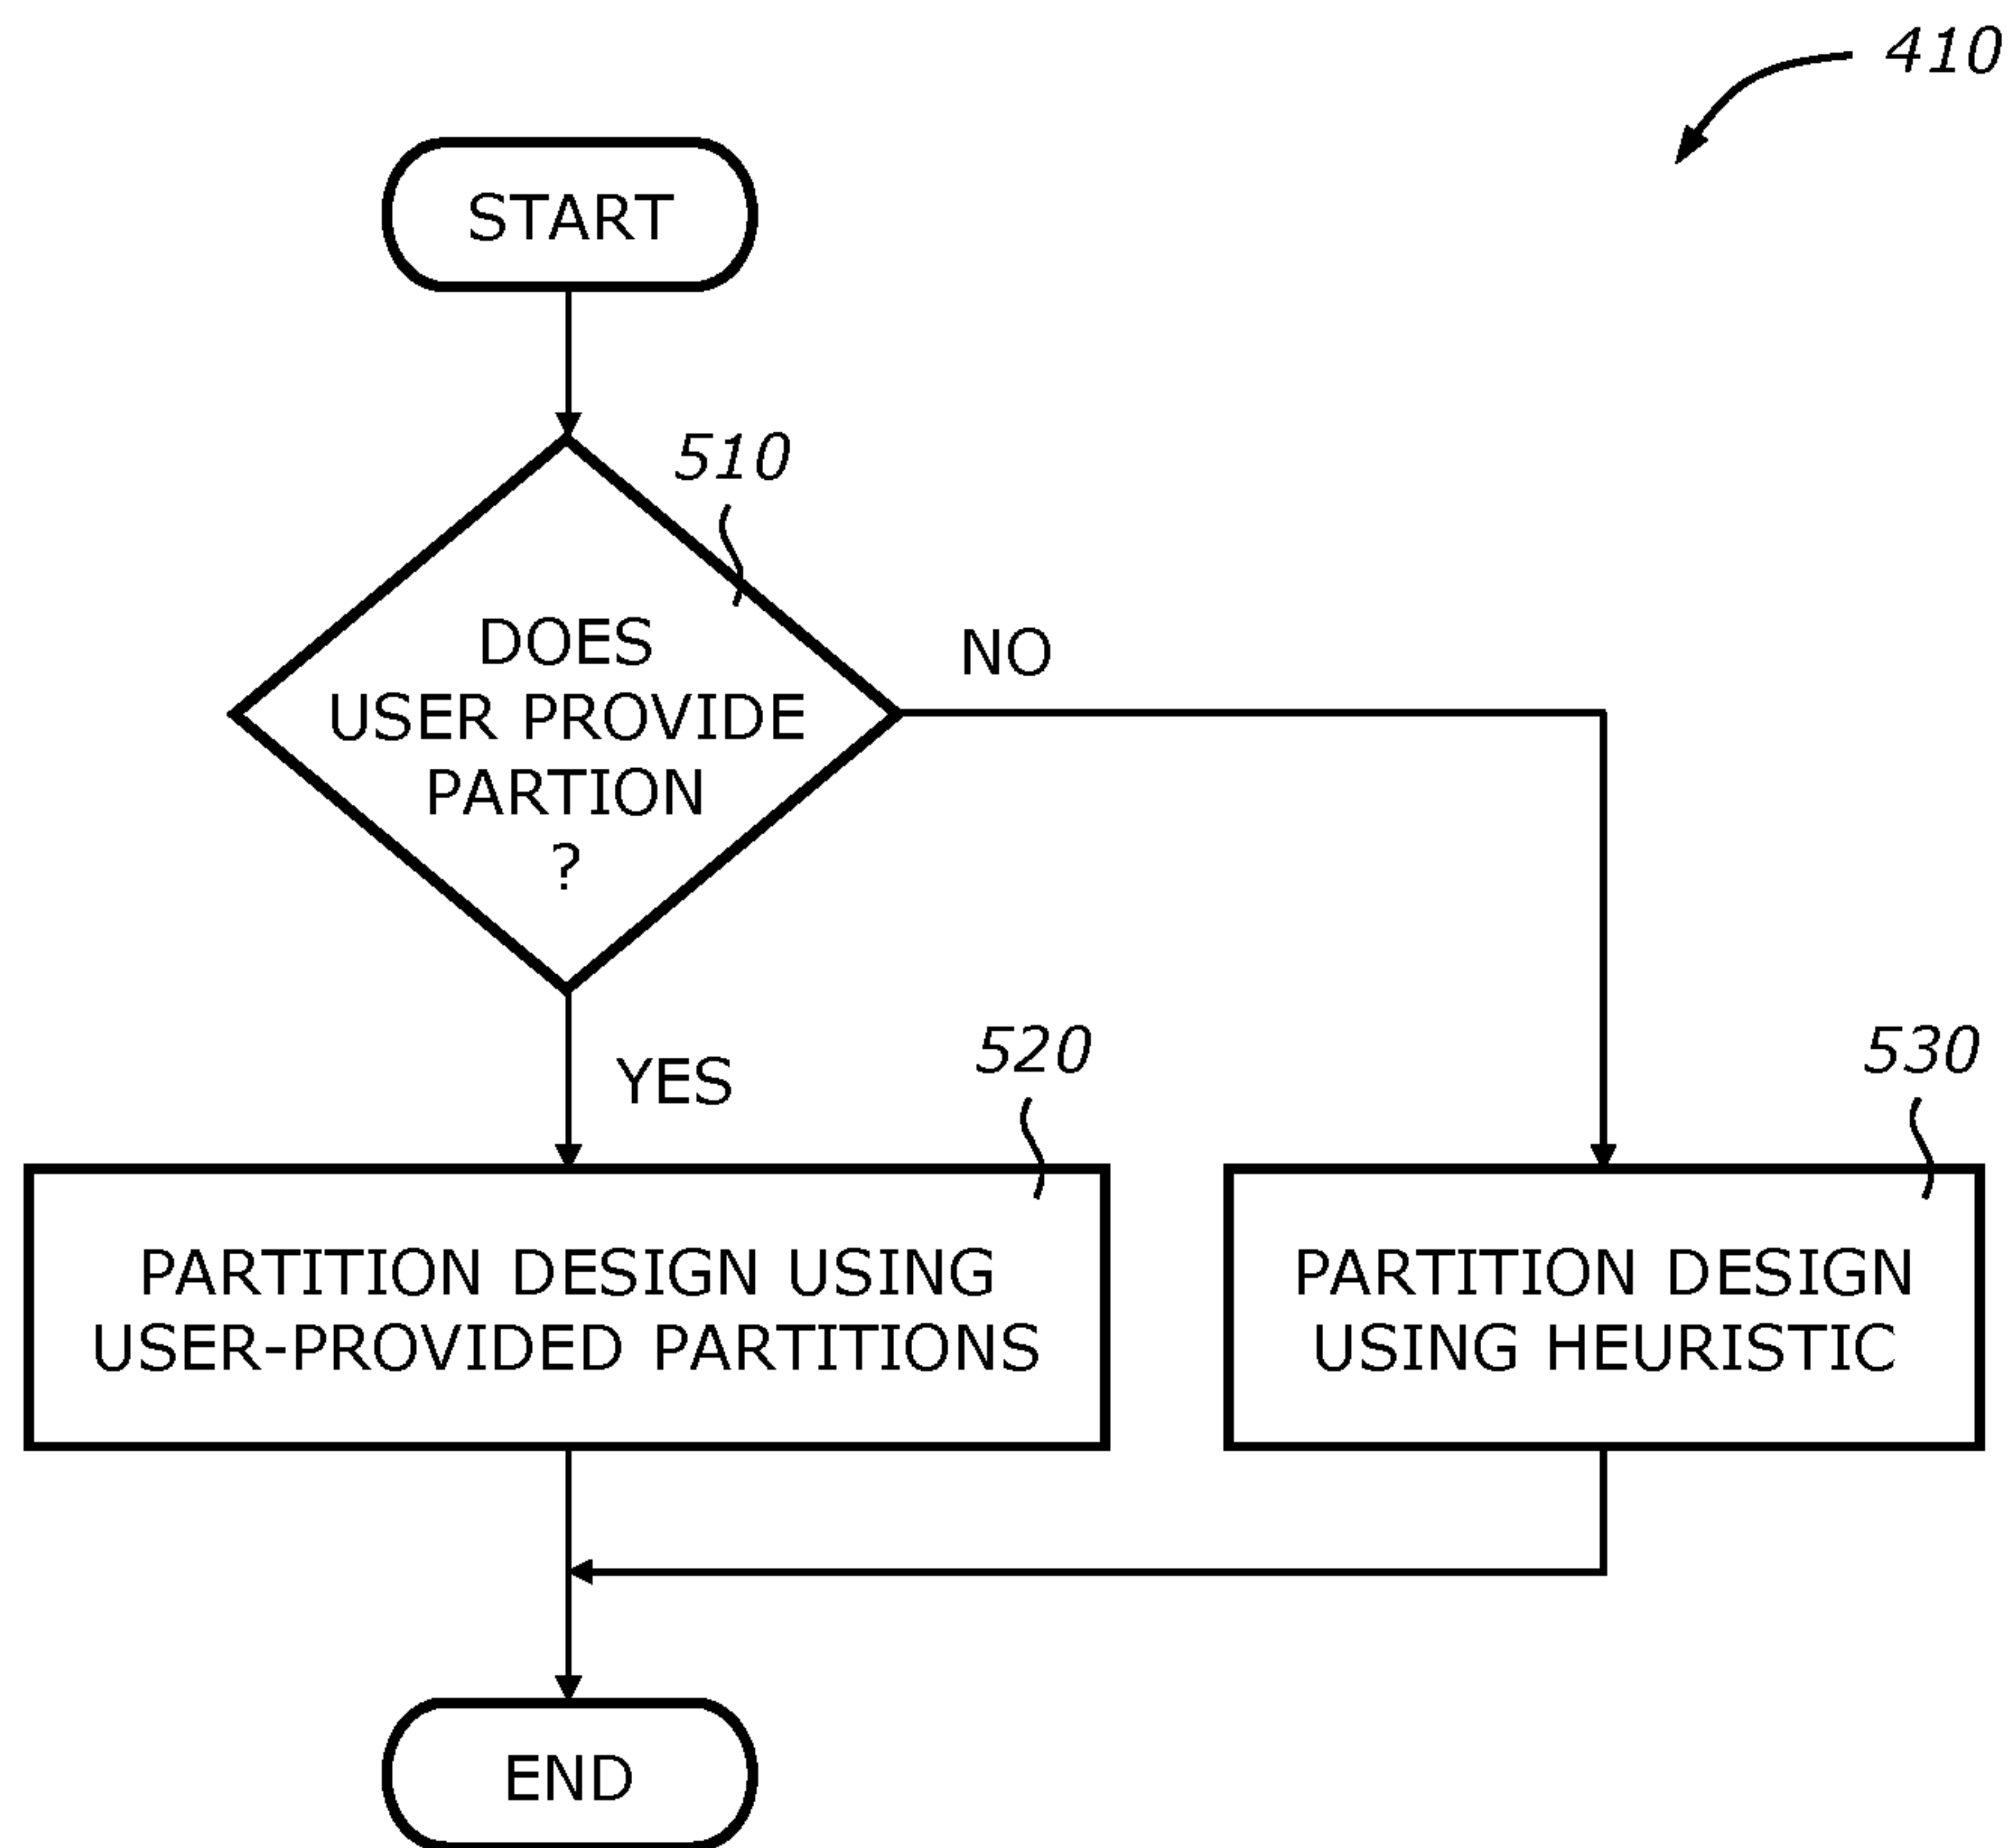 410
START
510
DOES
USER PROVIDE
PARTION
?
NO
YES
520
530
PARTITION DESIGN USING
USER-PROVIDED PARTITIONS
PARTITION DESIGN
USING HEURISTIC
END